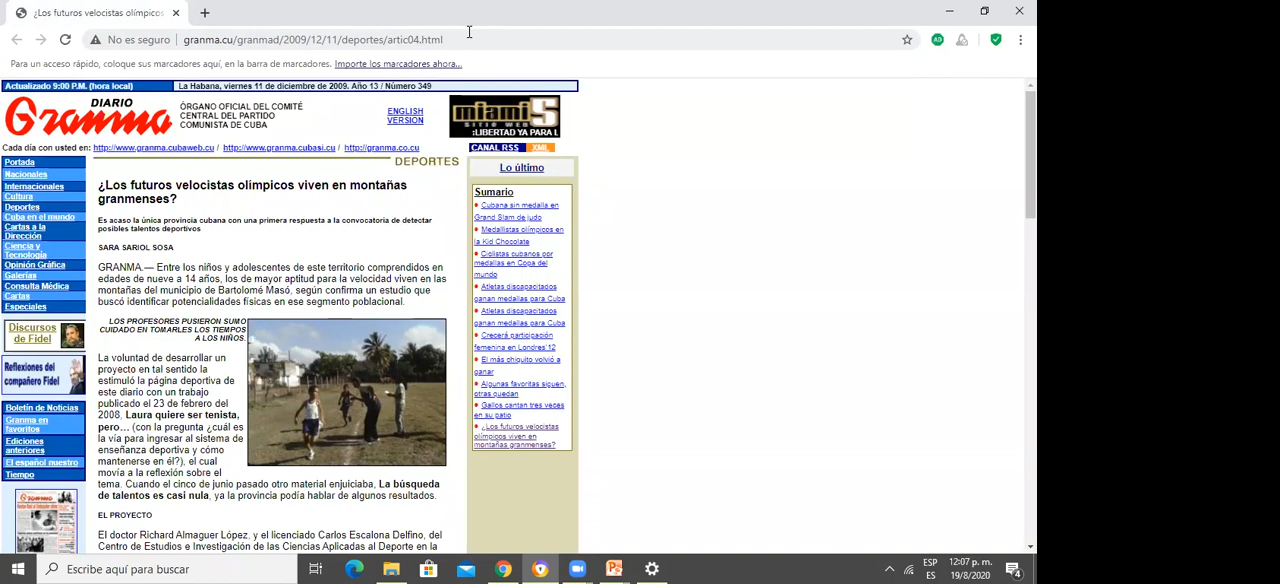 ¿Los futuros velocistas olímpicos
No es seguro
granma.cu/granmad/2009/12/11/deportes/artic04.html
Para un acceso rápido, coloque sus marcadores aquí, en la barra de marcadores. Importe los marcadores ahora...
Actualizado 9:00 P.M. (hora local)
La Habana, viernes 11 de diciembre de 2009. Año 13 / Número 349
DIARIO
Granma
ÓRGANO OFICIAL DEL COMITÉ
CENTRAL DEL PARTIDO
COMUNISTA DE CUBA
ENGLISH
VERSION
miami5
SITIO WEB
¡LIBERTAD YA PARA L
Cada día con usted en: http://www.granma.cubaweb.cu / http://www.granma.cubasi.cu / http://granma.co.cu
CANAL RSS XML
Portada
Nacionales
Internacionales
Cultura
Deportes
Cuba en el mundo
Cartas a la
Dirección
Ciencia y
Tecnología
Opinión Gráfica
Galerías
Consulta Médica
Cartas
Especiales
Discursos
de Fidel
Reflexiones del
compañero Fidel
Boletín de Noticias
Granma en
favoritos
Ediciones
anteriores
El español nuestro
Tiempo
DEPORTES
¿Los futuros velocistas olímpicos viven en montañas
granmenses?
Es acaso la única provincia cubana con una primera respuesta a la convocatoria de detectar
posibles talentos deportivos
SARA SARIOL SOSA
GRANMA.— Entre los niños y adolescentes de este territorio comprendidos en
edades de nueve a 14 años, los de mayor aptitud para la velocidad viven en las
montañas del municipio de Bartolomé Masó, según confirma un estudio que
buscó identificar potencialidades físicas en ese segmento poblacional.
LOS PROFESORES PUSIERON SUMO
CUIDADO EN TOMARLES LOS TIEMPOS
A LOS NIÑOS.
La voluntad de desarrollar un
proyecto en tal sentido la
estimuló la página deportiva de
este diario con un trabajo
publicado el 23 de febrero del
2008, Laura quiere ser tenista,
pero... (con la pregunta ¿cuál es
la vía para ingresar al sistema de
enseñanza deportiva y cómo
mantenerse en él?), el cual
movía a la reflexión sobre el
tema. Cuando el cinco de junio pasado otro material enjuiciaba, La búsqueda
de talentos es casi nula, ya la provincia podía hablar de algunos resultados.
EL PROYECTO
El doctor Richard Almaguer López, y el licenciado Carlos Escalona Delfino, del
Centro de Estudios e Investigación de las Ciencias Aplicadas al Deporte en la
Lo último
Sumario
Cubana sin medalla en
Grand Slam de judo
Medallistas olímpicos en
la Kid Chocolate
Ciclistas cubanos por
medallas en Copa del
mundo
Atletas discapacitados
ganan medallas para Cuba
Atletas discapacitados
ganan medallas para Cuba
Crecerá participación
femenina en Londres'12
El más chiquito volvió a
ganar
Algunas favoritas siguen,
otras quedan
Gallos cantan tres veces
en su patio
¿Los futuros velocistas
olímpicos viven en
montañas granmenses?
Escribe aquí para buscar
ESP
ES
12:07 p. m.
19/8/2020
4